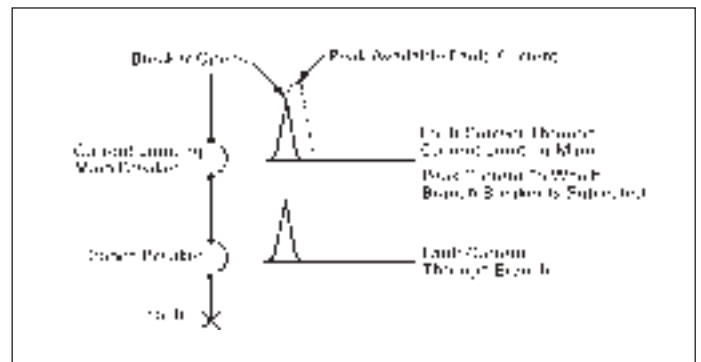 Breaker Opens
Peak Available Fault Current
Fault Current Through
Current Limiting Main
Current Limiting
Main Breaker
Peak Current To Which
Branch Breaker Is Subjected
Branch Breaker
Fault Current
Through Branch
Fault